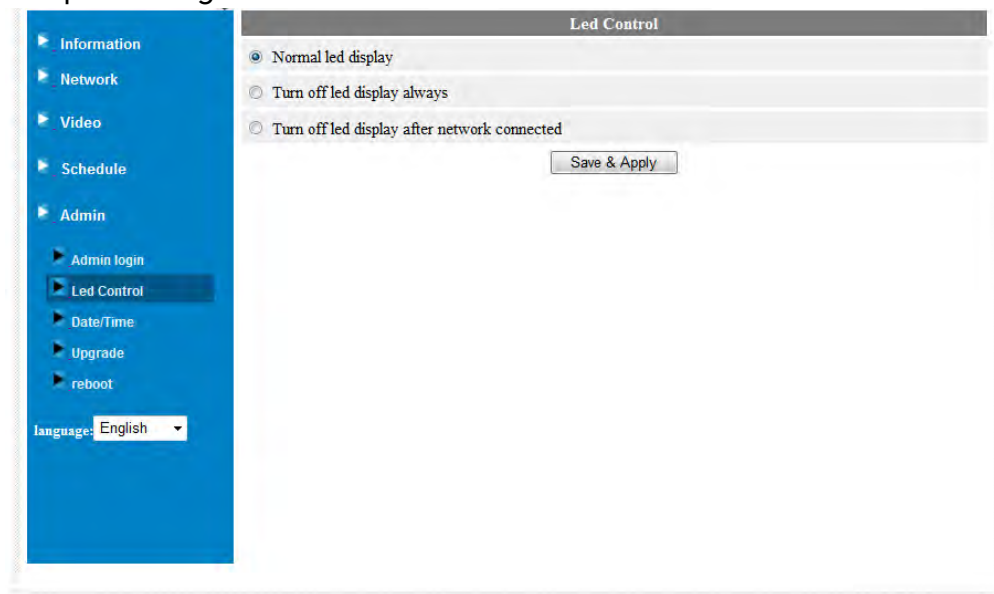 Information
Network
Video
Schedule
Admin
Admin login
Led Control
Date/Time
Upgrade
reboot
language: English
Led Control
Normal led display
Turn off led display always
Turn off led display after network connected
Save & Apply